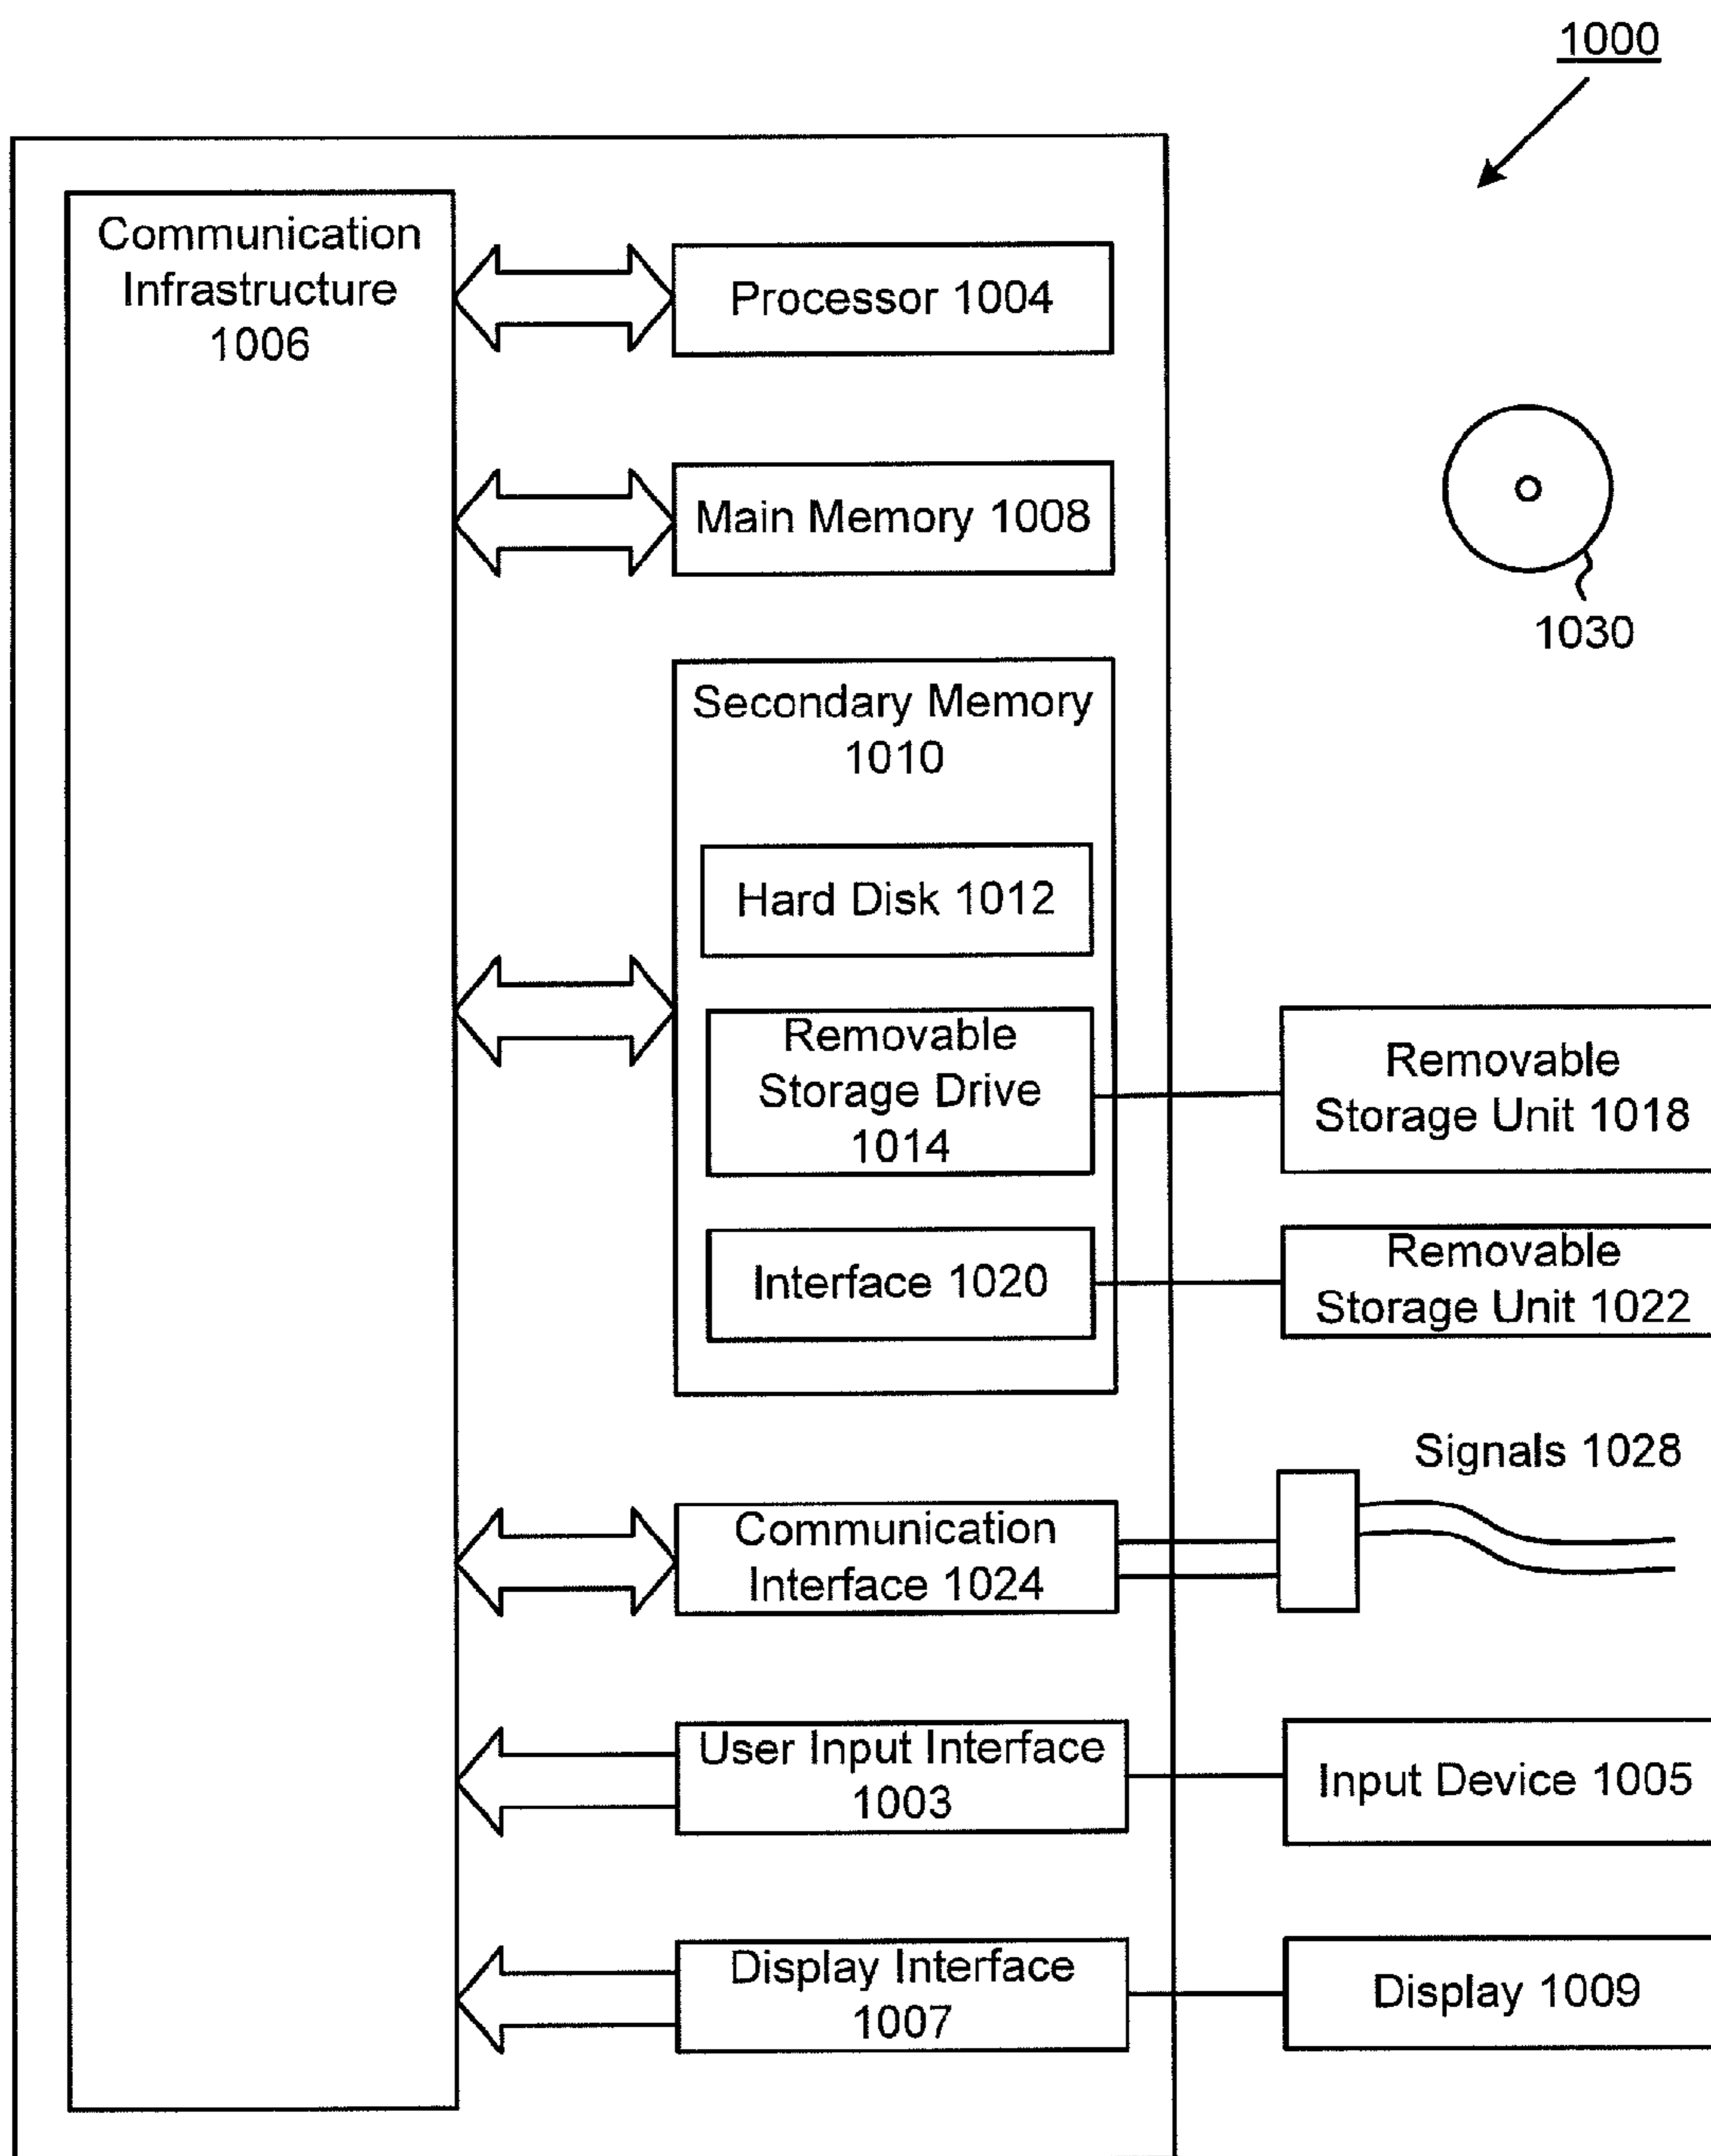 1000
Communication
Infrastructure
1006
Processor 1004
Main Memory 1008
1030
Secondary Memory
1010
Hard Disk 1012
Removable
Storage Drive
1014
Removable
Storage Unit 1018
Interface 1020
Removable
Storage Unit 1022
Signals 1028
Communication
Interface 1024
User Input Interface
1003
Input Device 1005
Display Interface
1007
Display 1009